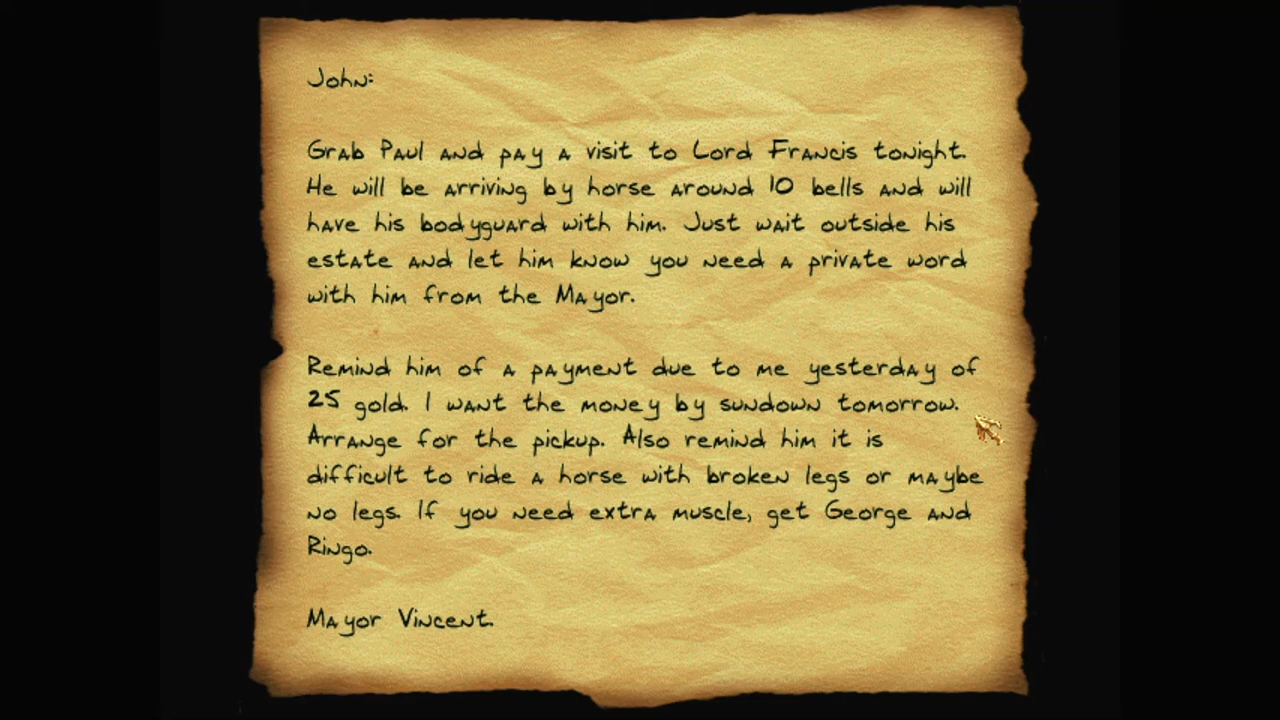 John:
Grab Paul and pay a visit to Lord Francis tonight.
He will be arriving by horse around 10 bells and will
have his bodyguard with him. Just wait outside his
estate and let him know you need a private word
with him from the Mayor.
Remind him of a payment due to me yesterday of
25 gold. I want the money by sundown tomorrow.
Arrange for the pickup. Also remind him it is
difficult to ride a horse with broken legs or maybe
no legs. If you need extra muscle, get George and
Ringo.
Mayor Vincent.